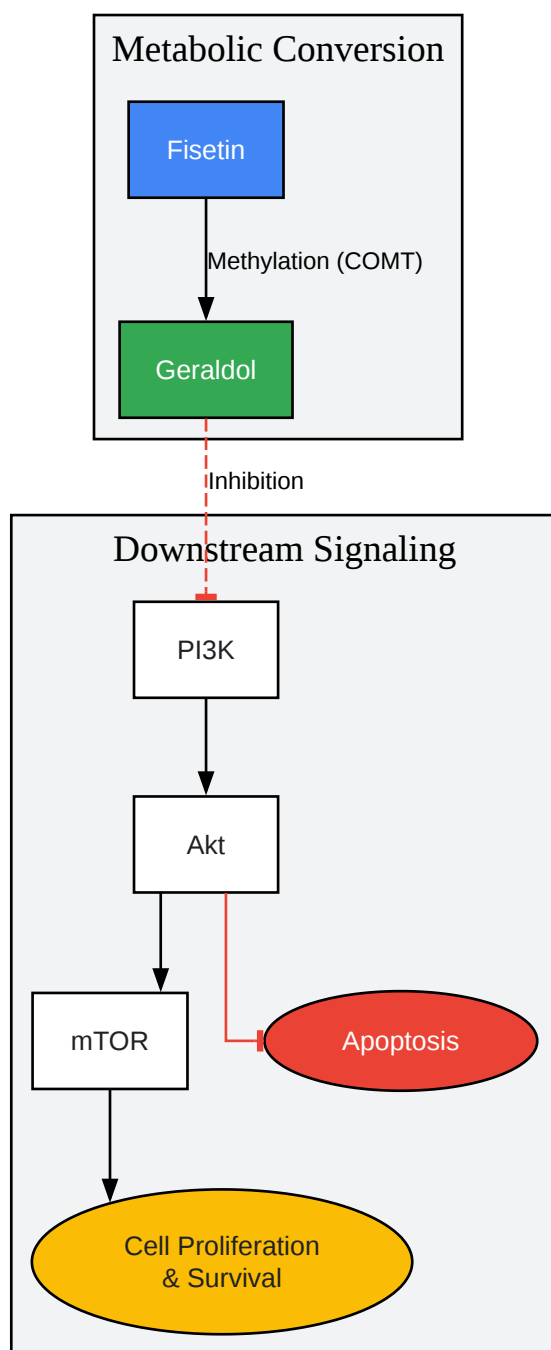 Metabolic Conversion
Fisetin
Methylation (COMT)
Geraldol
Inhibition
Downstream Signaling
PI3K
Akt
mTOR
Apoptosis
Cell Proliferation
& Survival